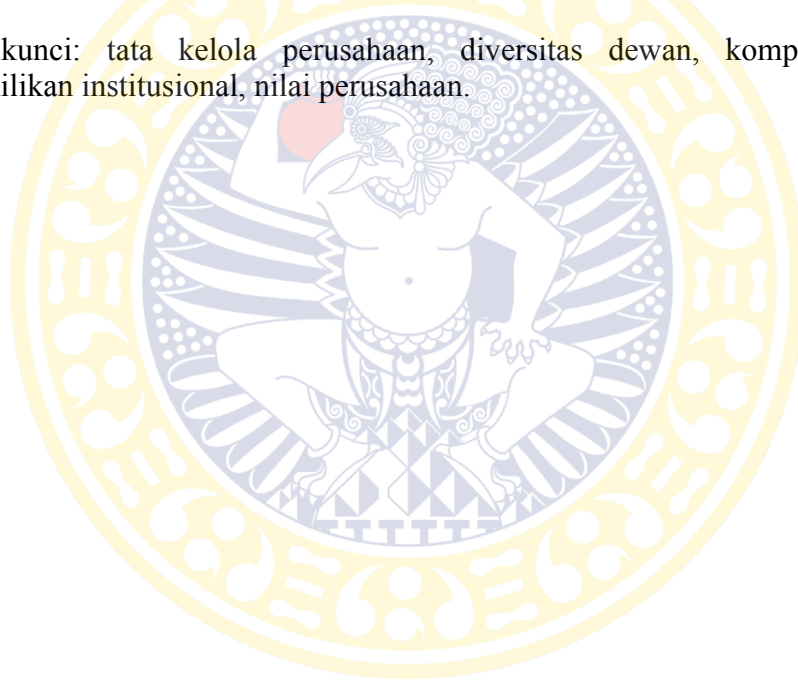 kunci: tata kelola perusahaan, diversitas dewan, komp
ilikan institusional, nilai perusahaan.